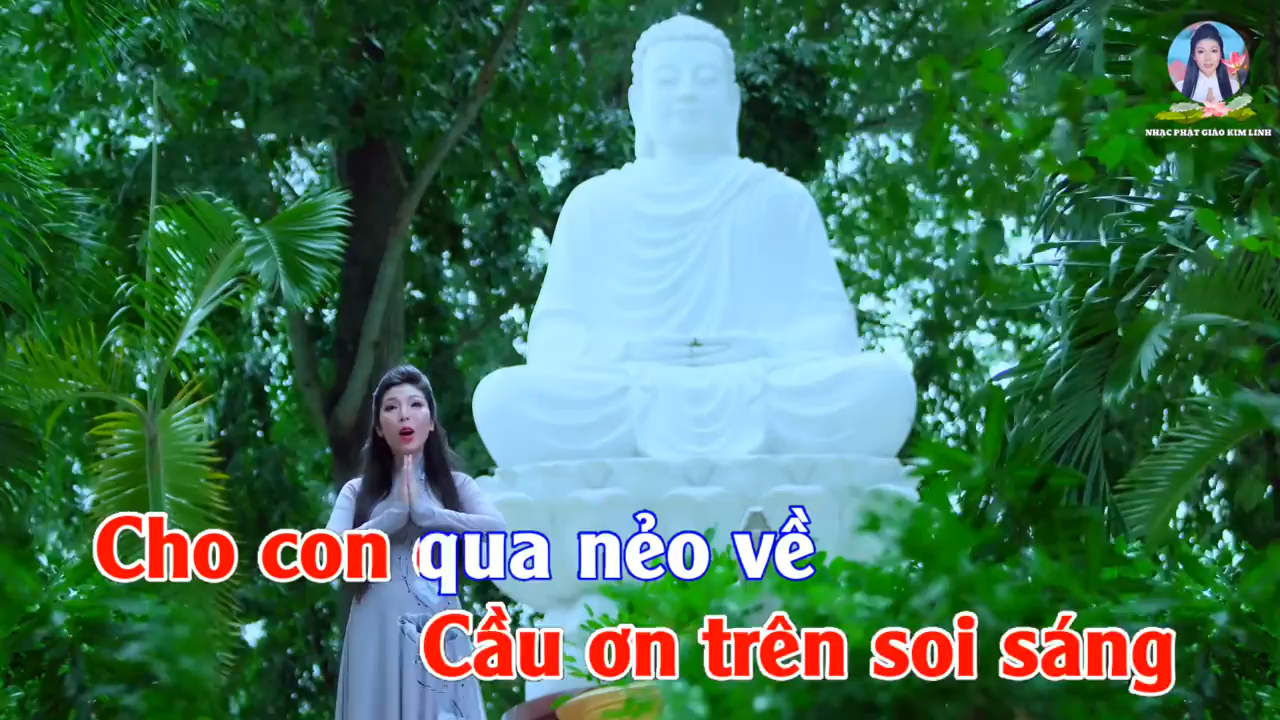 NHẠC PHẬT GIÁO KIM LINH
Cho con qua nẻo về
Cầu ơn trên soi sáng